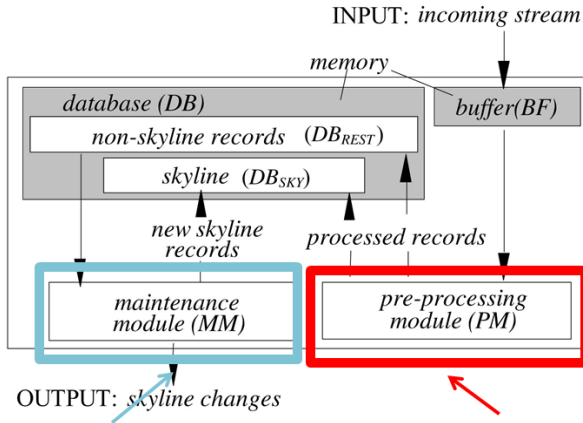 INPUT: incoming stream
memory
database (DB)
buffer(BF)
non-skyline records (DBREST)
skyline (DBSKY)
new skyline
records
processed records
maintenance
module (MM)
pre-processing
module (PM)
OUTPUT: skyline changes